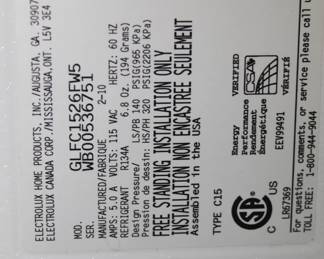 ELECTROLUX HOME PRODUCTS, INC./AUGUSTA, GA. 30907
ELECTROLUX CANADA CORP./MISSISSAUGA,ONT. L5V 3E4
MOD. GLFC1526FW5
SER. WB00536751
MANUFACTURED/FABRIQUE 2-10
AMPS: 5.0 A VOLTS: 115 VAC HERTZ: 60 HZ
REFRIGERANT R134A 6.8 Oz. (194 Grams)
Design Pressure/ LS/PB 140 PSIG(965 KPa)
Pression de dessin: HS/PH 320 PSIG(2206 KPa)
FREE STANDING INSTALLATION ONLY
INSTALLATION NON ENCASTREE SEULEMENT
Assembled in the USA
TYPE C15
Energy
Performance
Rendement
Énergétique
VERIFIED
CSA
VÉRIFIÉ
EEV99491
C US
LR67369
For questions, comments, or service please call
TOLL FREE: 1-800-944-9044